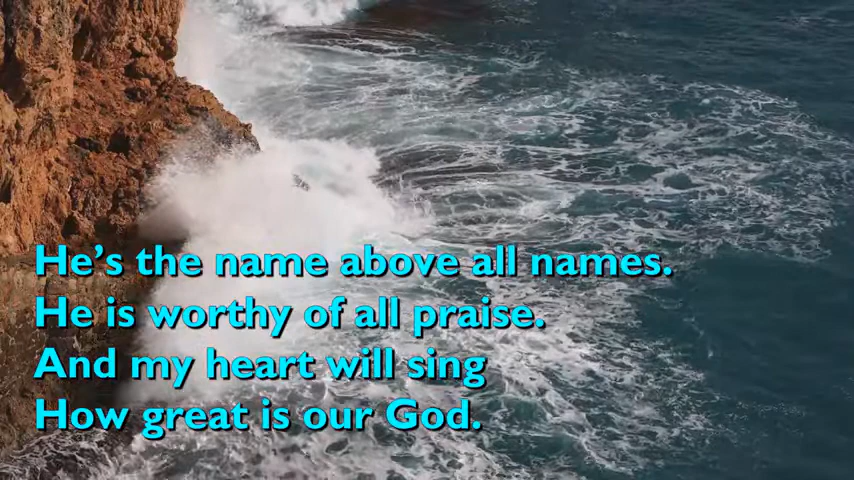 He's the name above all names.
He is worthy of all praise.
And my heart will sing
How great is our God.